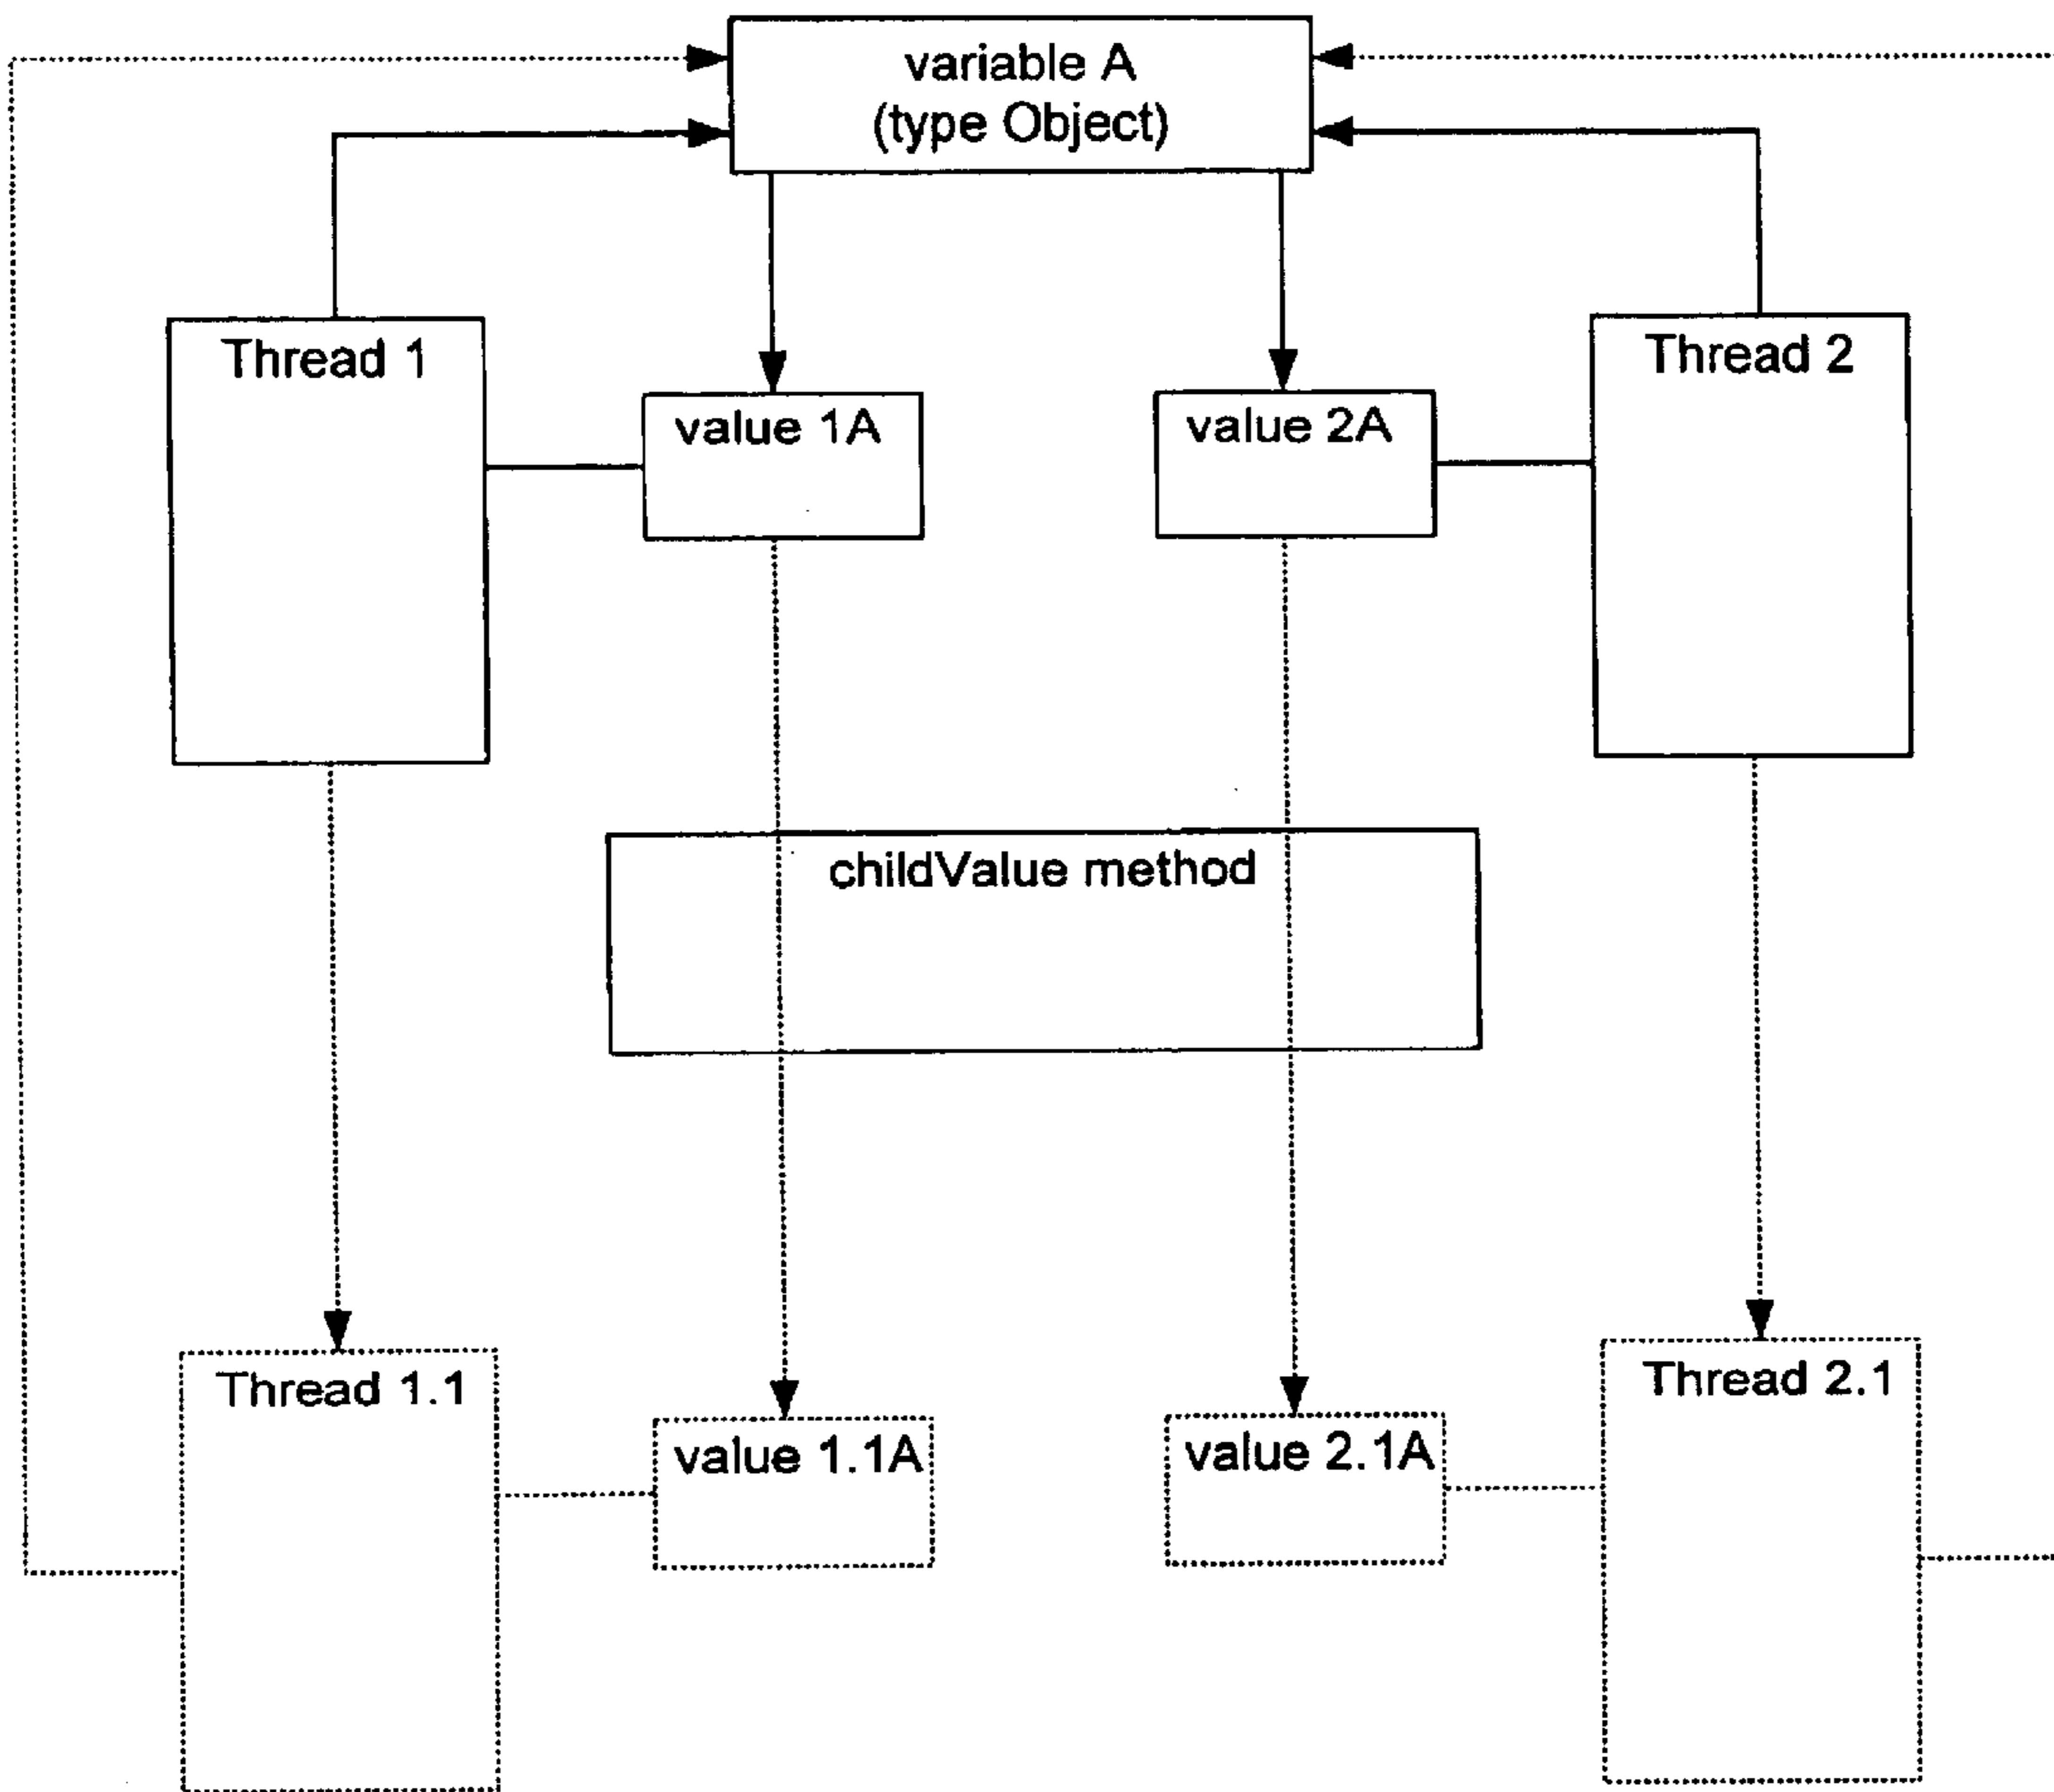 variable A
(type Object)
Thread 1
Thread 2
value 1A
value 2A
childValue method
Thread 1.1
Thread 2.1
value 1.1A
value 2.1A